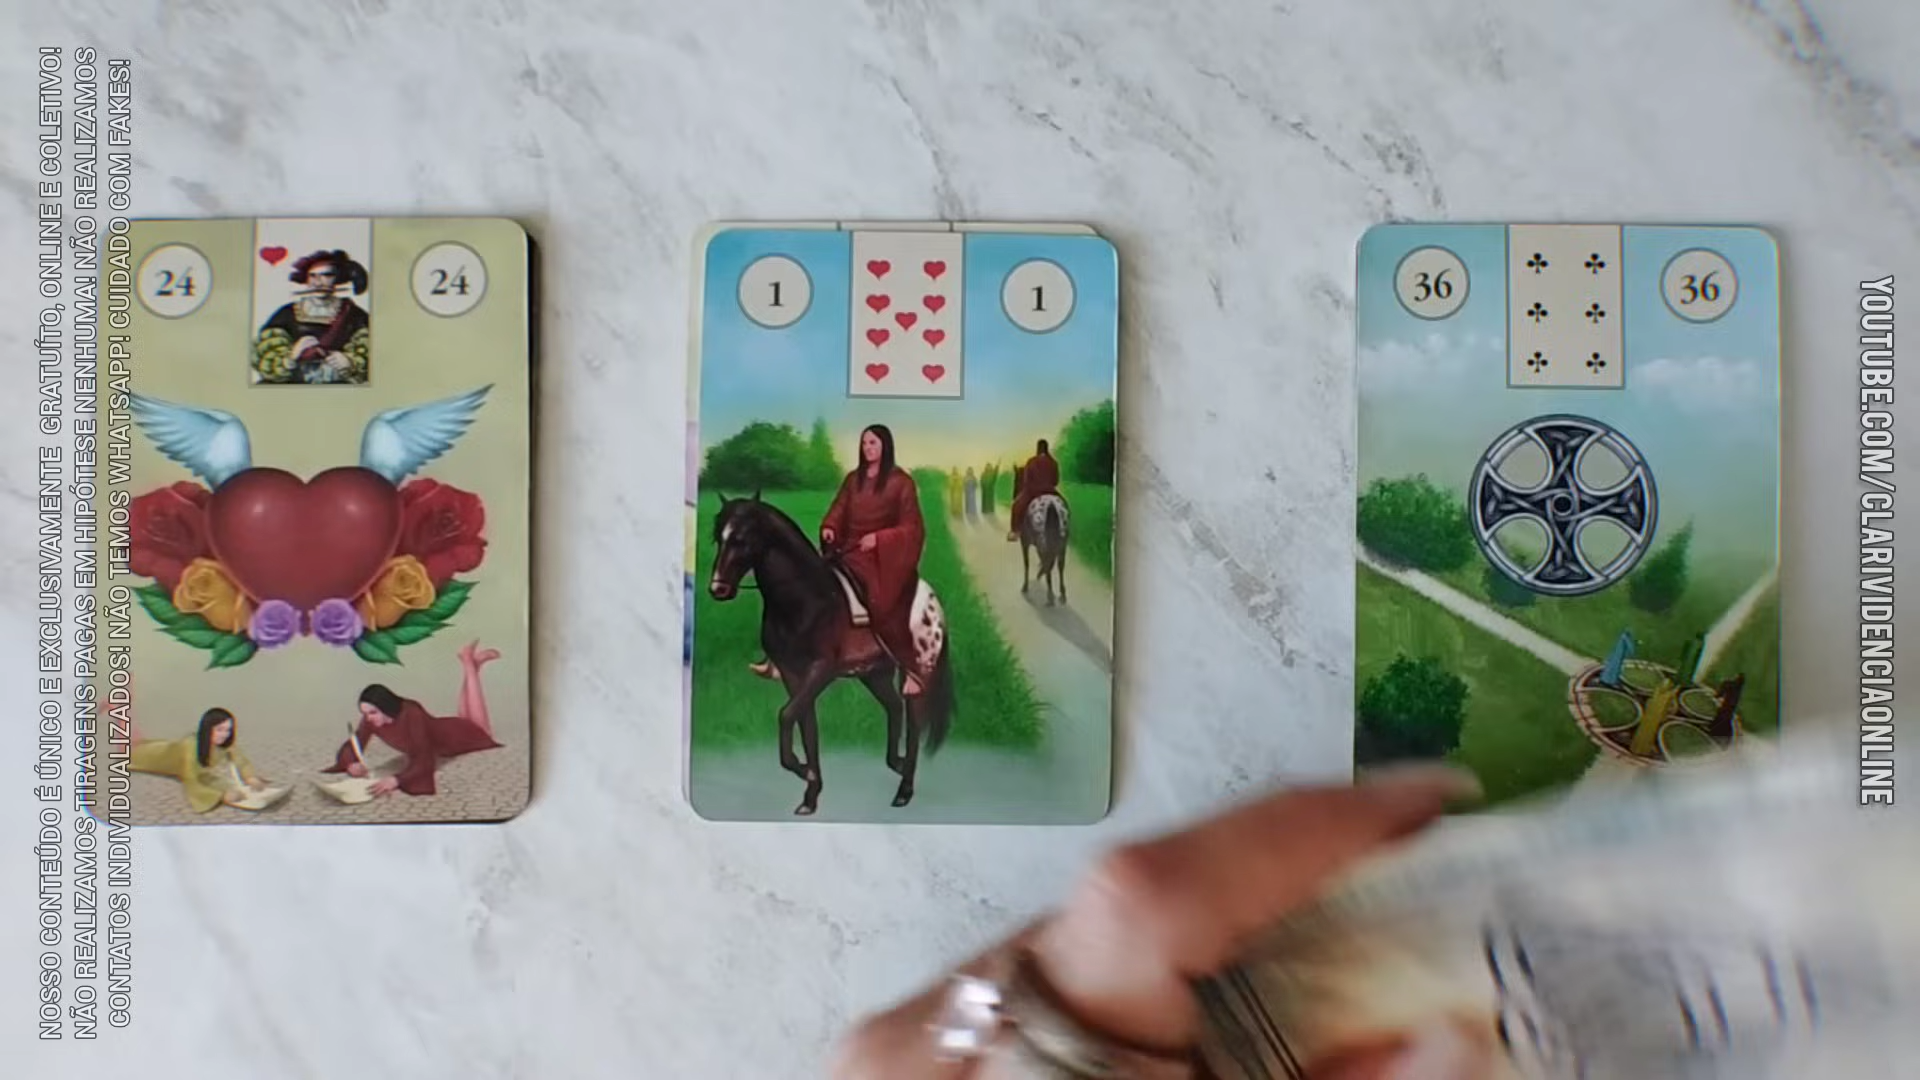 NOSSO CONTEÚDO É ÚNICO E EXCLUSIVAMENTE GRATUÍTO, ONLINE E COLETIVO!
NÃO REALIZAMOS TIRAGENS PAGAS EM HIPÓTESE NENHUMA! NÃO REALIZAMOS
CONTATOS INDIVIDUALIZADOS! NÃO TEMOS WHATSAPP! CUIDADO COM FAKES!
24
24
1
1
36
36
YOUTUBE.COM/CLARIVIDENCIAONLINE